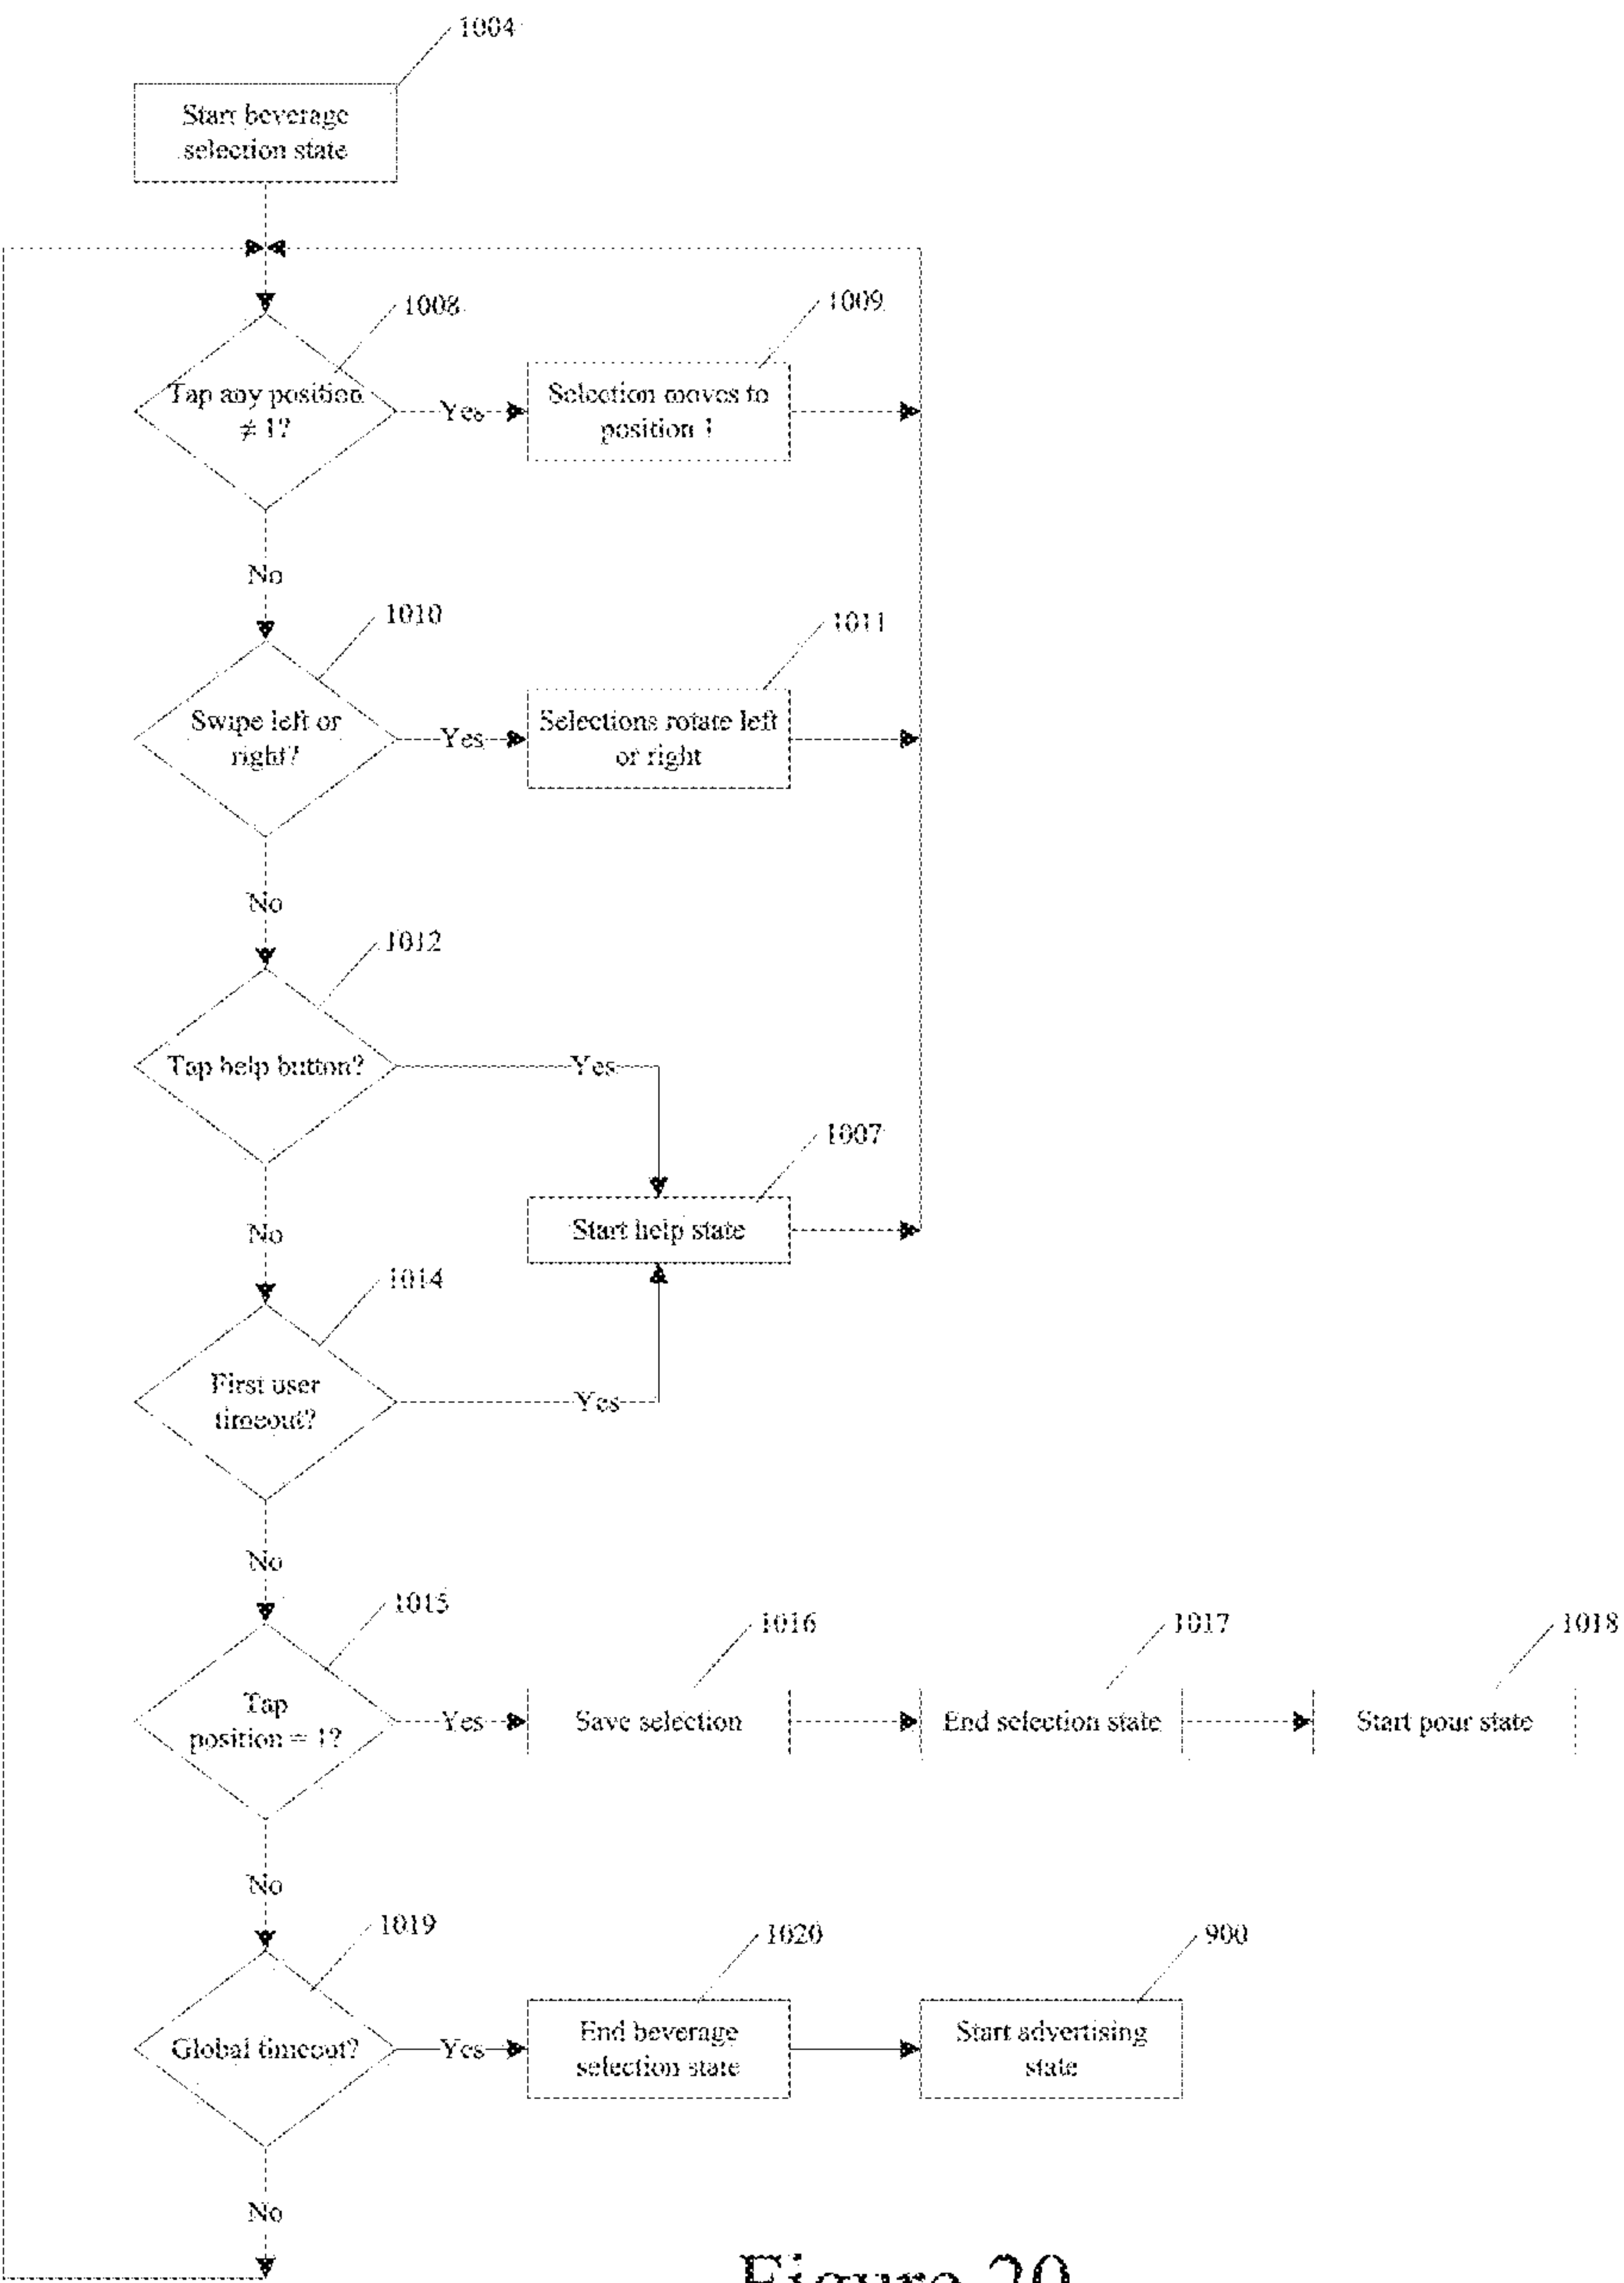 1004
Start beverage
selection state
1008
1009
Tap any position
≠ 1?
Yes
Selection moves to
position 1
No
1010
1011
Swipe left or
right?
Yes
Selections rotate left
or right
No
1012
Tap help button?
Yes
1007
Start help state
No
1014
First user
timeout?
Yes
No
1015
1016
1017
1018
Tap
position = 1?
Yes
Save selection
End selection state
Start pour state
No
1019
1020
900
Global timeout?
Yes
End beverage
selection state
Start advertising
state
No
Figure 20